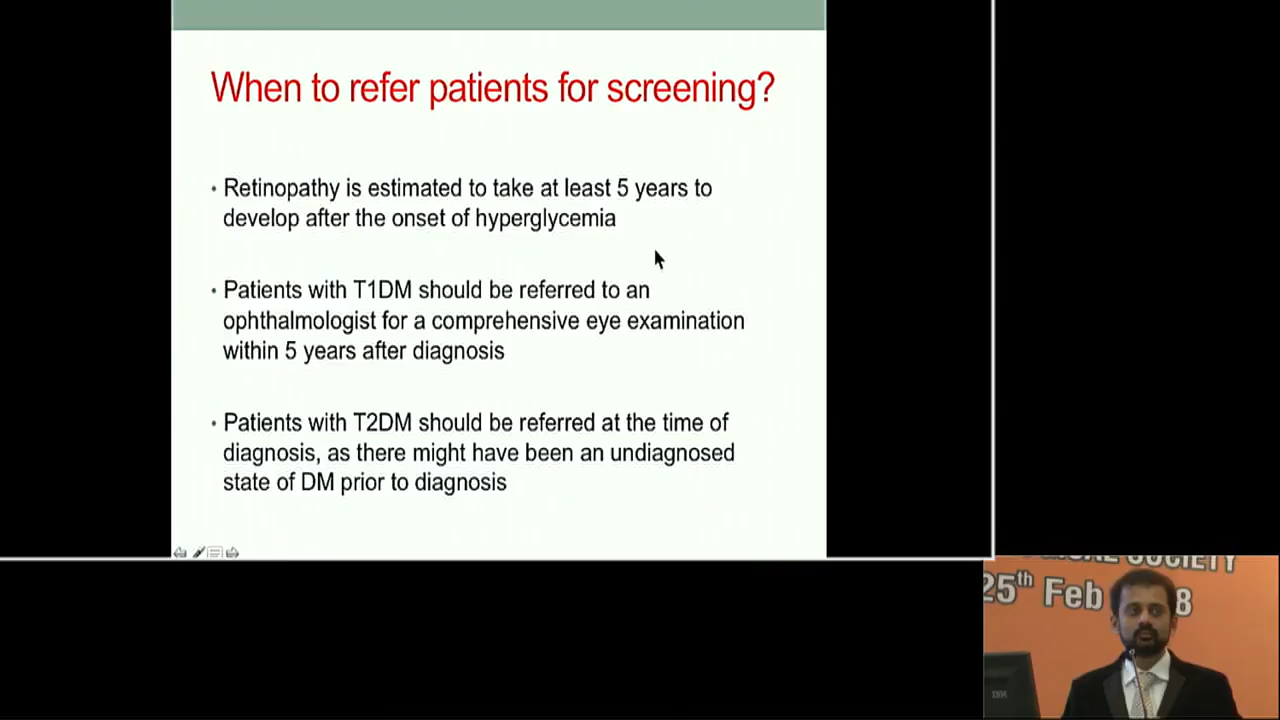 When to refer patients for screening?
• Retinopathy is estimated to take at least 5 years to
develop after the onset of hyperglycemia
• Patients with T1DM should be referred to an
ophthalmologist for a comprehensive eye examination
within 5 years after diagnosis
• Patients with T2DM should be referred at the time of
diagnosis, as there might have been an undiagnosed
state of DM prior to diagnosis
SOCIETY
25th Feb 8
IBM